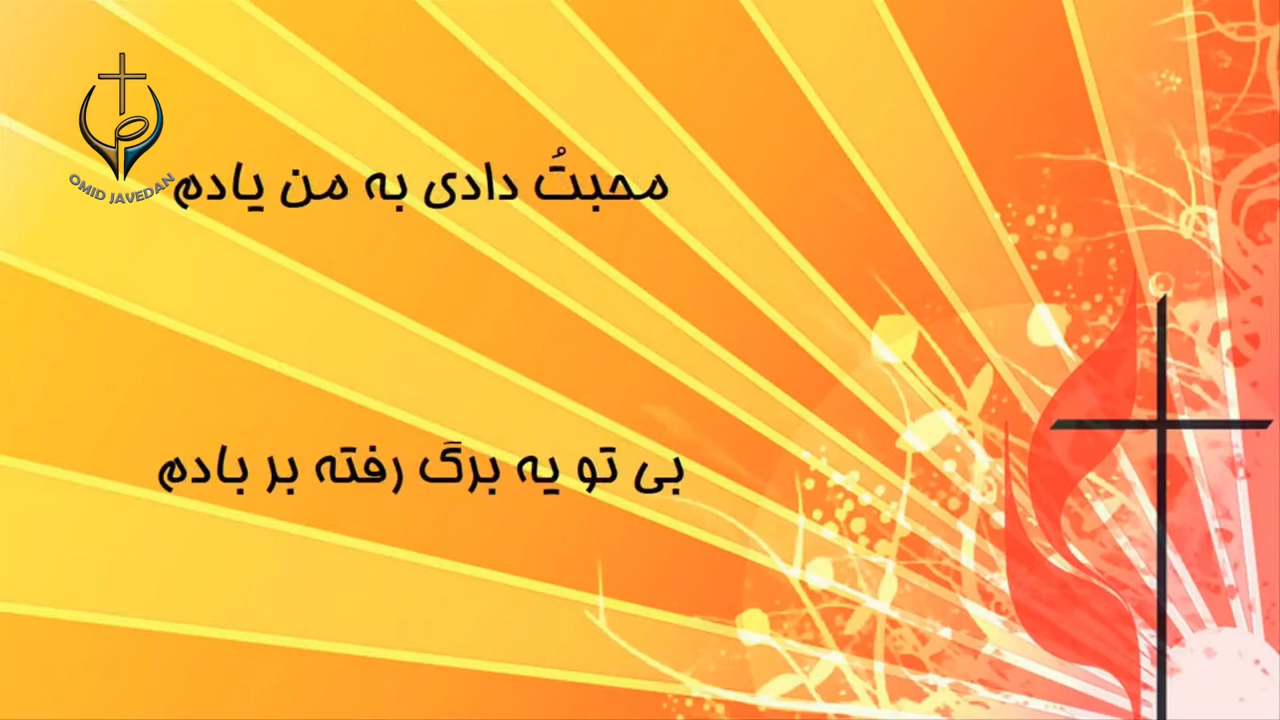 OMID JAVEDAN
محبتُ دادی به من یادم
بی تو یه برگ رفته بر بادم